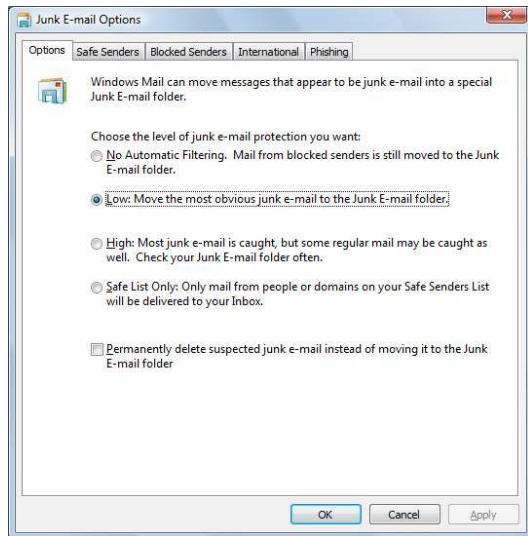 Junk E-mail Options
Options Safe Senders Blocked Senders International Phishing
Windows Mail can move messages that appear to be junk e-mail into a special
Junk E-mail folder.
Choose the level of junk e-mail protection you want:
No Automatic Filtering. Mail from blocked senders is still moved to the Junk
E-mail folder.
Low: Move the most obvious junk e-mail to the Junk E-mail folder.
High: Most junk e-mail is caught, but some regular mail may be caught as
well. Check your Junk E-mail folder often.
Safe List Only: Only mail from people or domains on your Safe Senders List
will be delivered to your Inbox.
Permanently delete suspected junk e-mail instead of moving it to the Junk
E-mail folder
OK Cancel Apply